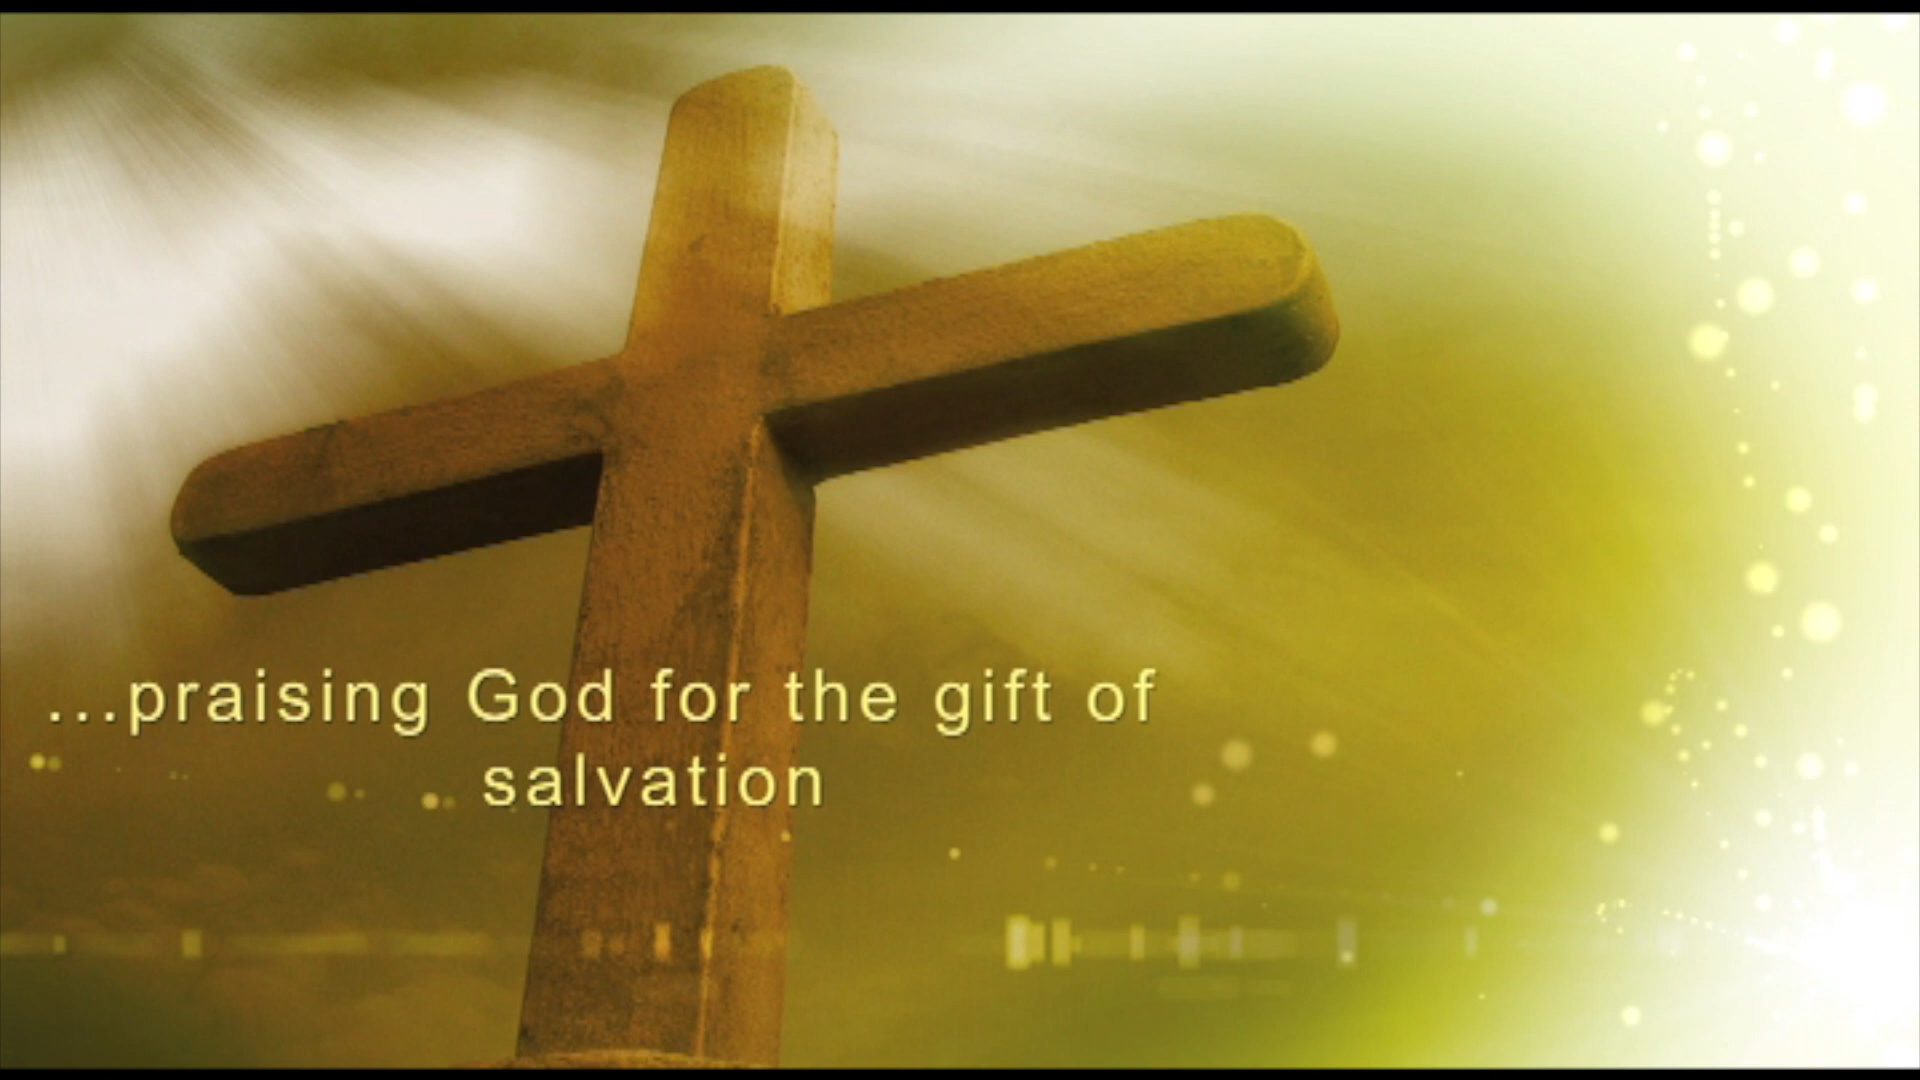 ...praising God for the gift of
salvation